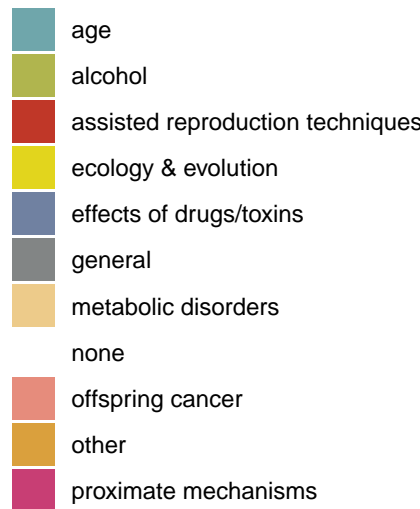 age
alcohol
assisted reproduction techniques
ecology & evolution
effects of drugs/toxins
general
metabolic disorders
none
offspring cancer
other
proximate mechanisms